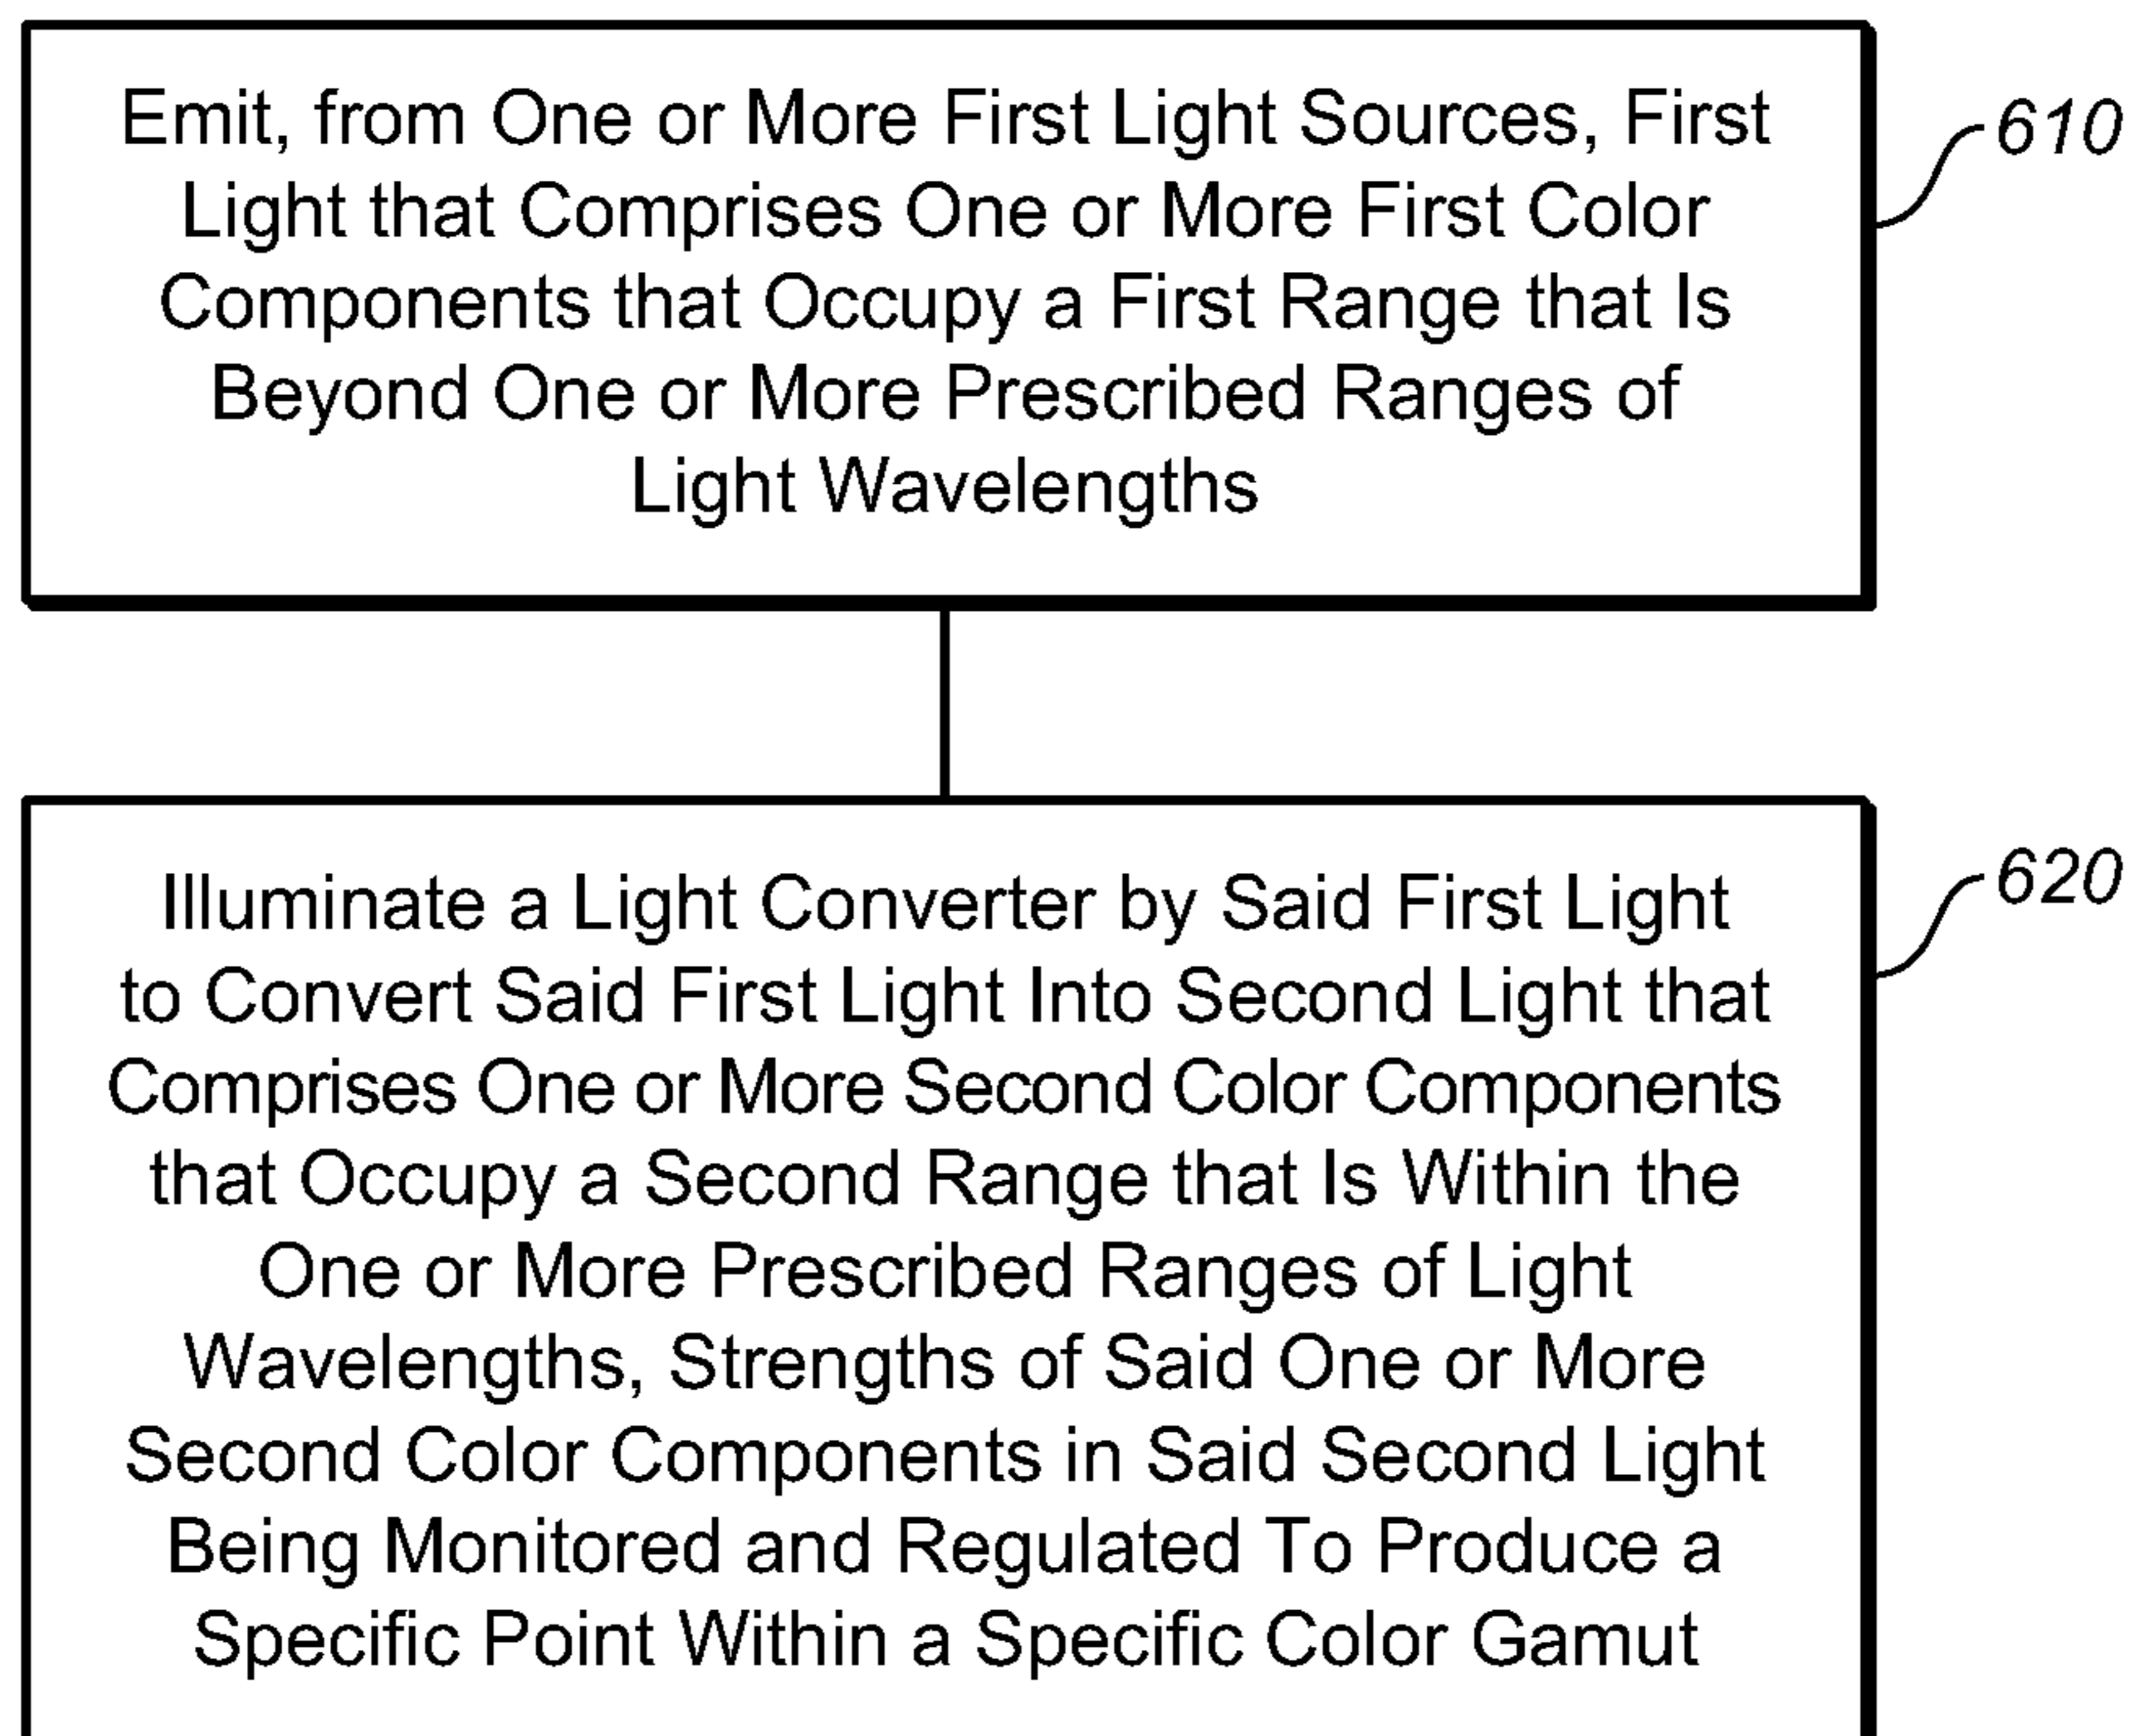 Emit, from One or More First Light Sources, First
Light that Comprises One or More First Color
Components that Occupy a First Range that Is
Beyond One or More Prescribed Ranges of
Light Wavelengths
610
Illuminate a Light Converter by Said First Light
to Convert Said First Light Into Second Light that
Comprises One or More Second Color Components
that Occupy a Second Range that Is Within the
One or More Prescribed Ranges of Light
Wavelengths, Strengths of Said One or More
Second Color Components in Said Second Light
Being Monitored and Regulated To Produce a
Specific Point Within a Specific Color Gamut
620